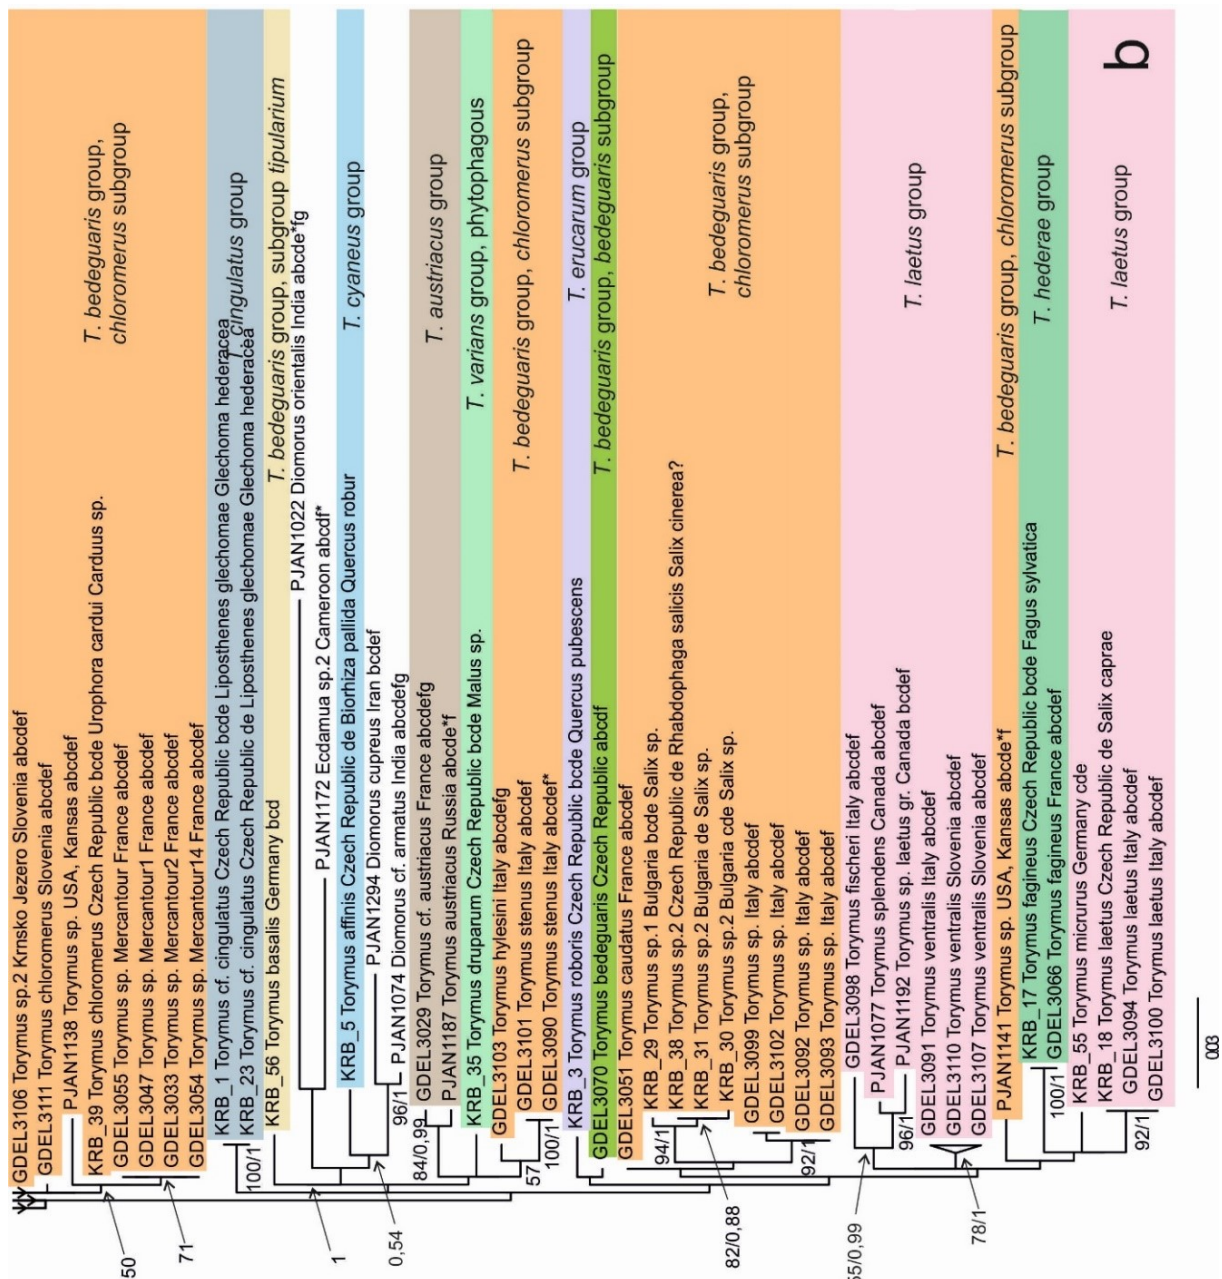 GDEL3106 Torymus sp.2 Krnsko Jezero Slovenia abcdef
GDEL3111 Torymus chloromerus Slovenia abcdef
PJAN1138 Torymus sp. USA, Kansas abcdef
KRB_39 Torymus chloromerus Czech Republic bcde Urophora cardui Carduus sp.
GDEL3055 Torymus sp. Mercantour France abcdef
GDEL3047 Torymus sp. Mercantour1 France abcdef
GDEL3033 Torymus sp. Mercantour2 France abcdef
GDEL3054 Torymus sp. Mercantour14 France abcdef
T. bedeguaris group,
chloromerus subgroup
50
71
KRB_1 Torymus cf. cingulatus Czech Republic bcde Liposthenes glechomae Glechoma hederacea
KRB_23 Torymus cf. cingulatus Czech Republic de Liposthenes glechomae Glechoma hederacea
T. cingulatus group
100/1
KRB_56 Torymus basalis Germany bcd
T. bedeguaris group, subgroup tipularium
PJAN1022 Diomorus orientalis India abcde*fg
PJAN1172 Ecdamua sp.2 Cameroon abcdf*
1
KRB_5 Torymus affinis Czech Republic de Biorhiza pallida Quercus robur
T. cyaneus group
PJAN1294 Diomorus cupreus Iran bcdef
PJAN1074 Diomorus cf. armatus India abcdefg
0,54
96/1
GDEL3029 Torymus cf. austriacus France abcdefg
PJAN1187 Torymus austriacus Russia abcde*f
T. austriacus group
84/0,99
KRB_35 Torymus druparum Czech Republic bcde Malus sp.
T. varians group, phytophagous
GDEL3103 Torymus hylesini Italy abcdefg
GDEL3101 Torymus stenus Italy abcdef
GDEL3090 Torymus stenus Italy abcdef*
T. bedeguaris group, chloromerus subgroup
57
100/1
KRB_3 Torymus roboris Czech Republic bcde Quercus pubescens
T. erucarum group
GDEL3070 Torymus bedeguaris Czech Republic abcdf
T. bedeguaris group, bedeguaris subgroup
GDEL3051 Torymus caudatus France abcdef
KRB_29 Torymus sp.1 Bulgaria bcde Salix sp.
KRB_38 Torymus sp.2 Czech Republic de Rhabdophaga salicis Salix cinerea?
KRB_31 Torymus sp.2 Bulgaria de Salix sp.
KRB_30 Torymus sp.2 Bulgaria cde Salix sp.
GDEL3099 Torymus sp. Italy abcdef
GDEL3102 Torymus sp. Italy abcdef
GDEL3092 Torymus sp. Italy abcdef
GDEL3093 Torymus sp. Italy abcdef
T. bedeguaris group,
chloromerus subgroup
94/1
82/0,88
92/1
GDEL3098 Torymus fischeri Italy abcdef
PJAN1077 Torymus splendens Canada abcdef
PJAN1192 Torymus sp. laetus gr. Canada bcdef
GDEL3091 Torymus ventralis Italy abcdef
GDEL3110 Torymus ventralis Slovenia abcdef
GDEL3107 Torymus ventralis Slovenia abcdef
T. laetus group
96/1
78/1
PJAN1141 Torymus sp. USA, Kansas abcde*f
T. bedeguaris group, chloromerus subgroup
KRB_17 Torymus fagineus Czech Republic bcde Fagus sylvatica
GDEL3066 Torymus fagineus France abcdef
T. hederae group
100/1
KRB_55 Torymus micrurus Germany cde
KRB_18 Torymus laetus Czech Republic de Salix caprae
GDEL3094 Torymus laetus Italy abcdef
GDEL3100 Torymus laetus Italy abcdef
T. laetus group
92/1
b